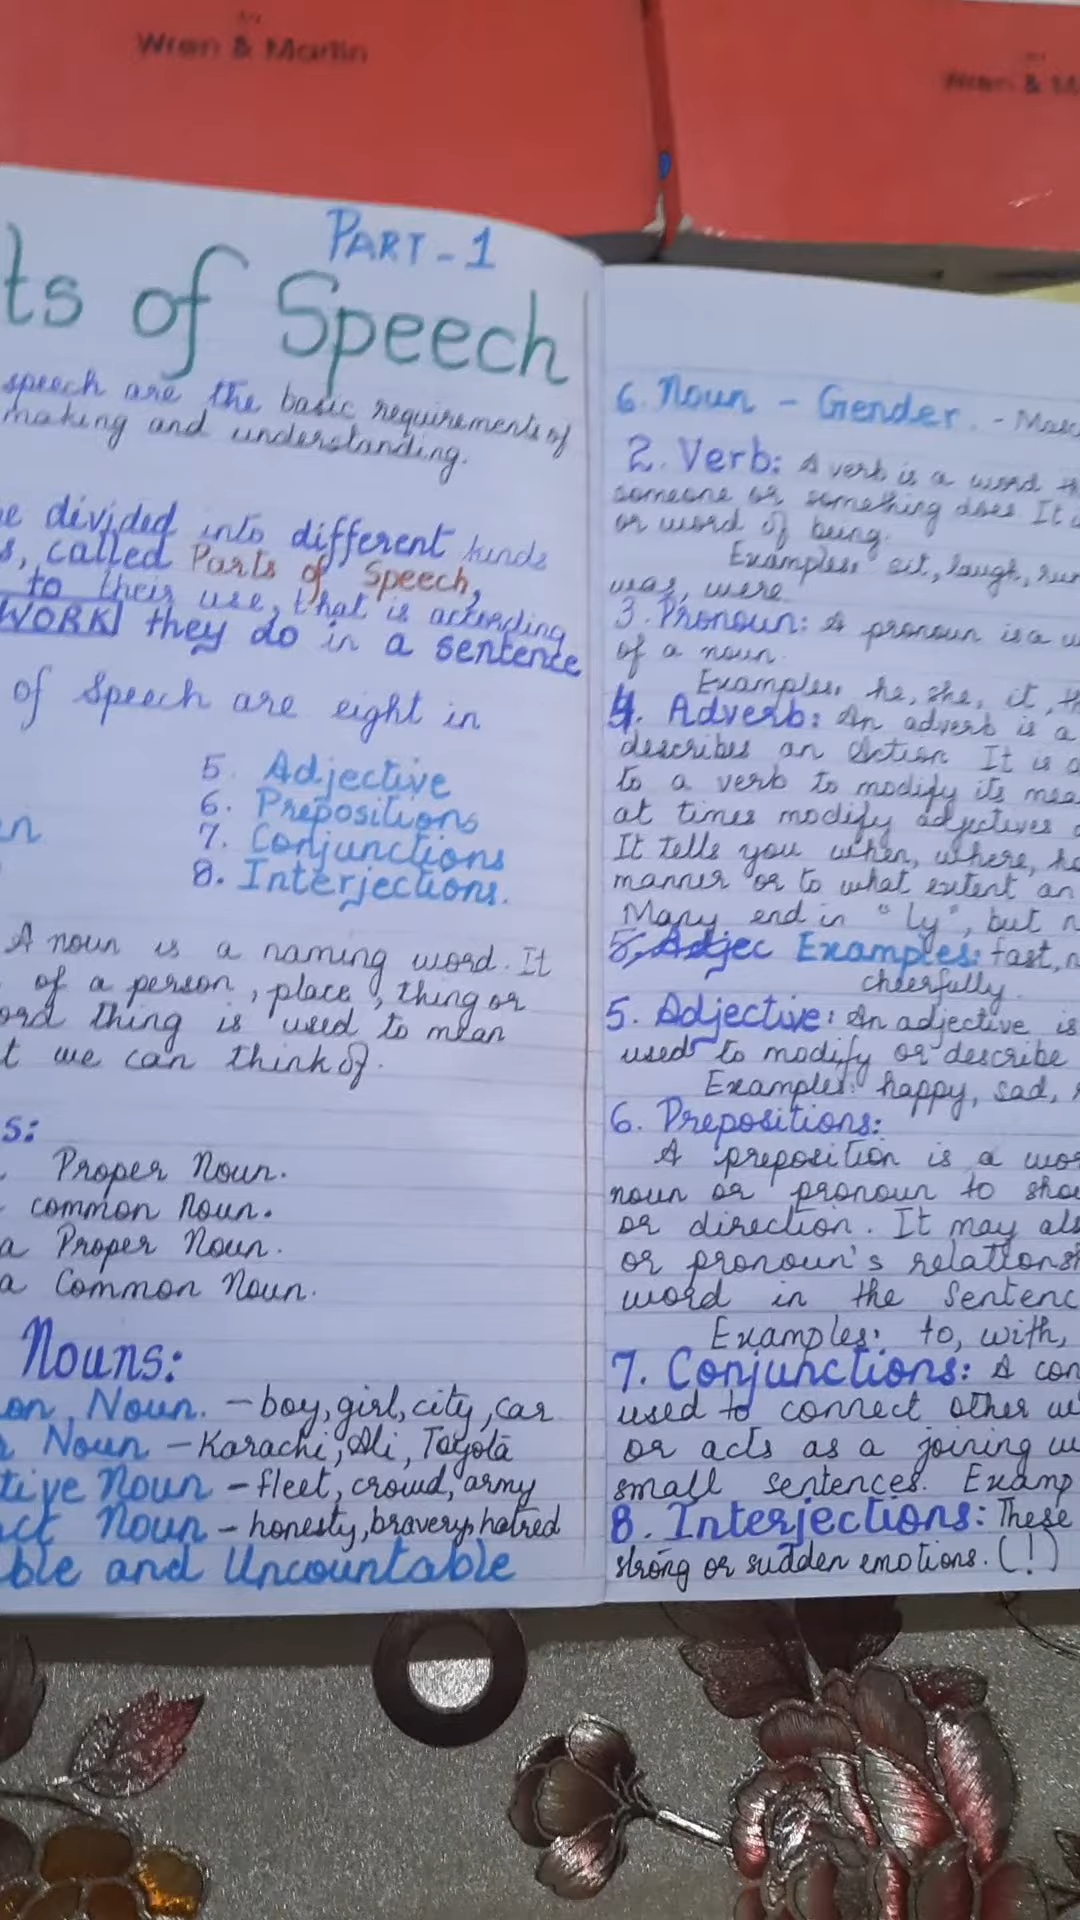 Wren & Martin
Wren & M
PART-1
ts of Speech
speech are the basic requirements of
making and understanding.
e divided into different kinds
s, called Parts of Speech,
to their use, that is according
WORK they do in a sentence
of Speech are eight in
5. Adjective
6. Prepositions
en
7. Conjunctions
8. Interjections.
A noun is a naming word. It
of a person, place, thing or
ord thing is used to mean
t we can think of.
s:
Proper Noun.
common Noun.
a Proper Noun.
a Common Noun.
Nouns:
on Noun. - boy, girl, city, car
r Noun - Karachi, Ali, Toyota
tive Noun - fleet, crowd, army
act Noun - honesty, bravery, hatred
ble and Uncountable
6. Noun - Gender. - Masc
2. Verb: A verb is a word th
someone or something does It i
or word of being.
Examples: sit, laugh, run
was, were
3. Pronoun: A pronoun is a w
of a noun.
Examples: he, she, it, th
4. Adverb: An adverb is a
describes an Action It is a
to a verb to modify its mea
at times modify adjectives
It tells you when, where, ho
manner or to what extent an
Many end in "ly", but n
5. Adjec Examples: fast, n
cheerfully.
5. Adjective: An adjective is
used to modify or describe
Examples: happy, sad,
6. Prepositions:
A preposition is a wor
noun or pronoun to sho
or direction. It may als
or pronoun's relationsh
word in the Sentenc
Examples: to, with,
7. Conjunctions: A con
used to connect other w
or acts as a joining w
small sentences. Examp
8. Interjections: These
strong or sudden emotions. (!)